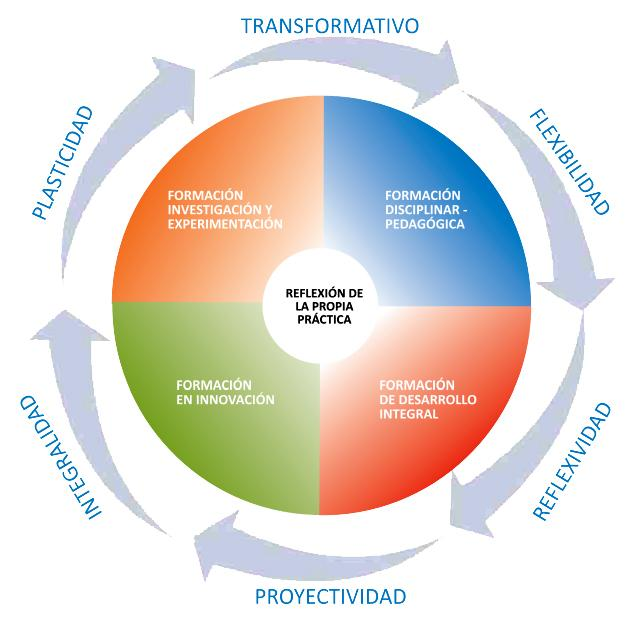 TRANSFORMATIVO
PLASTICIDAD
FLEXIBILIDAD
FORMACIÓN
INVESTIGACIÓN Y
EXPERIMENTACIÓN
FORMACIÓN
DISCIPLINAR -
PEDAGÓGICA
REFLEXIÓN DE
LA PROPIA
PRÁCTICA
FORMACIÓN
EN INNOVACIÓN
FORMACIÓN
DE DESARROLLO
INTEGRAL
INTEGRALIDAD
REFLEXIVIDAD
PROYECTIVIDAD